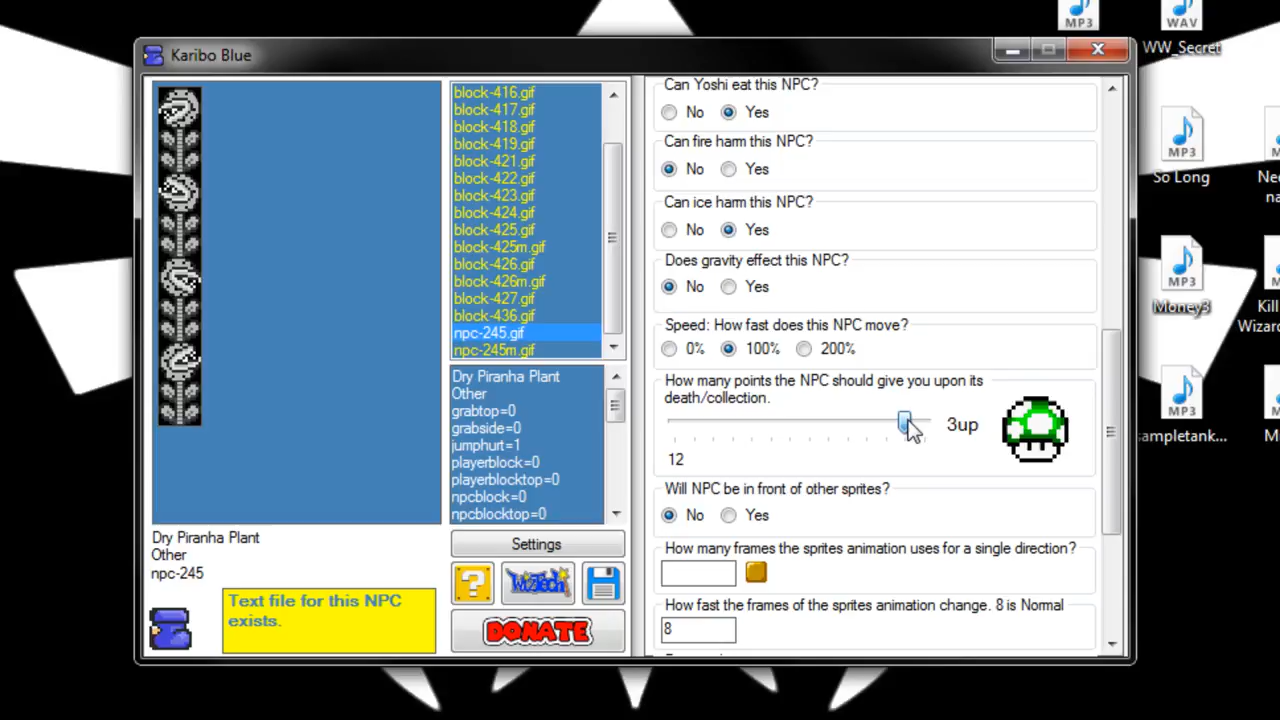 MP3
WAV
WW_Secret
Karibo Blue
block-416.gif
block-417.gif
block-418.gif
block-419.gif
block-421.gif
block-422.gif
block-423.gif
block-424.gif
block-425.gif
block-425m.gif
block-426.gif
block-426m.gif
block-427.gif
block-436.gif
npc-245.gif
npc-245m.gif
Dry Piranha Plant
Other
grabtop=0
grabside=0
jumphurt=1
playerblock=0
playerblocktop=0
npcblock=0
npcblocktop=0
Dry Piranha Plant
Other
npc-245
Text file for this NPC
exists.
Settings
?
WizTech
DONATE
Can Yoshi eat this NPC?
No Yes
Can fire harm this NPC?
No Yes
Can ice harm this NPC?
No Yes
Does gravity effect this NPC?
No Yes
Speed: How fast does this NPC move?
0% 100% 200%
How many points the NPC should give you upon its
death/collection.
3up
12
Will NPC be in front of other sprites?
No Yes
How many frames the sprites animation uses for a single direction?
How fast the frames of the sprites animation change. 8 is Normal
8
MP3
So Long
MP3
Money3
Kill
Wizar...
MP3
sampletank...